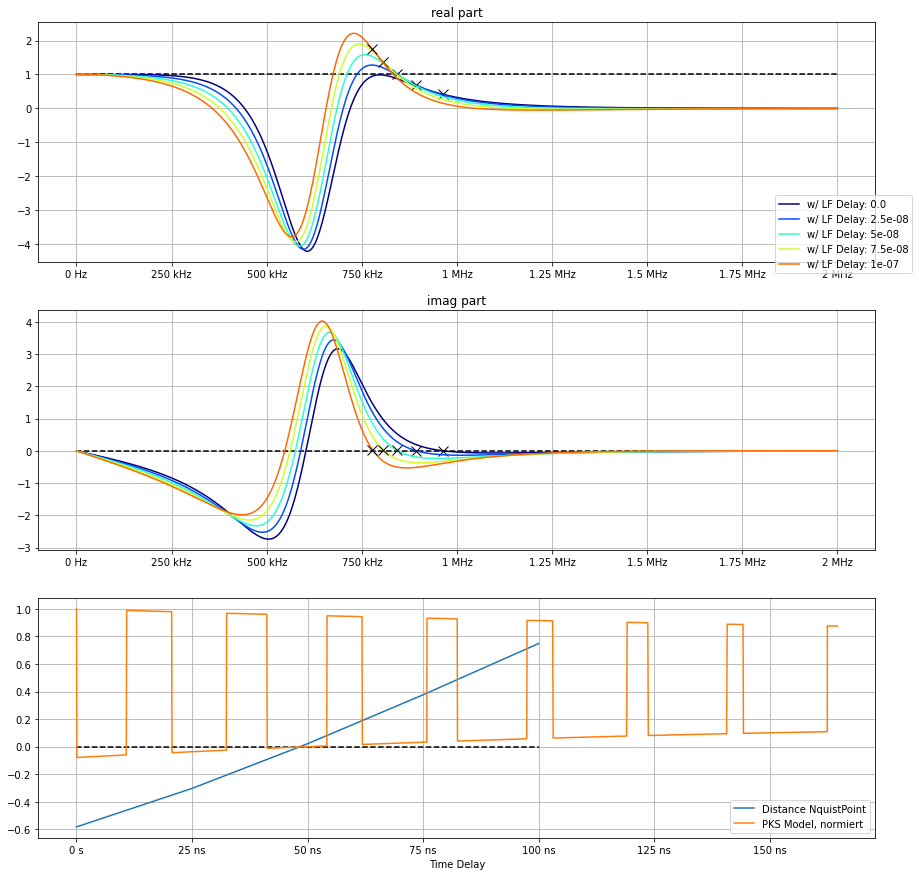 real part
2
1
0
−1
−2
−3
−4
w/ LF Delay: 0.0
w/ LF Delay: 2.5e-08
w/ LF Delay: 5e-08
w/ LF Delay: 7.5e-08
w/ LF Delay: 1e-07
0 Hz 250 kHz 500 kHz 750 kHz 1 MHz 1.25 MHz 1.5 MHz 1.75 MHz 2 MHz
imag part
4
3
2
1
0
−1
−2
−3
0 Hz 250 kHz 500 kHz 750 kHz 1 MHz 1.25 MHz 1.5 MHz 1.75 MHz 2 MHz
1.0
0.8
0.6
0.4
0.2
0.0
−0.2
−0.4
−0.6
Distance NquistPoint
PKS Model, normiert
0 s 25 ns 50 ns 75 ns 100 ns 125 ns 150 ns
Time Delay